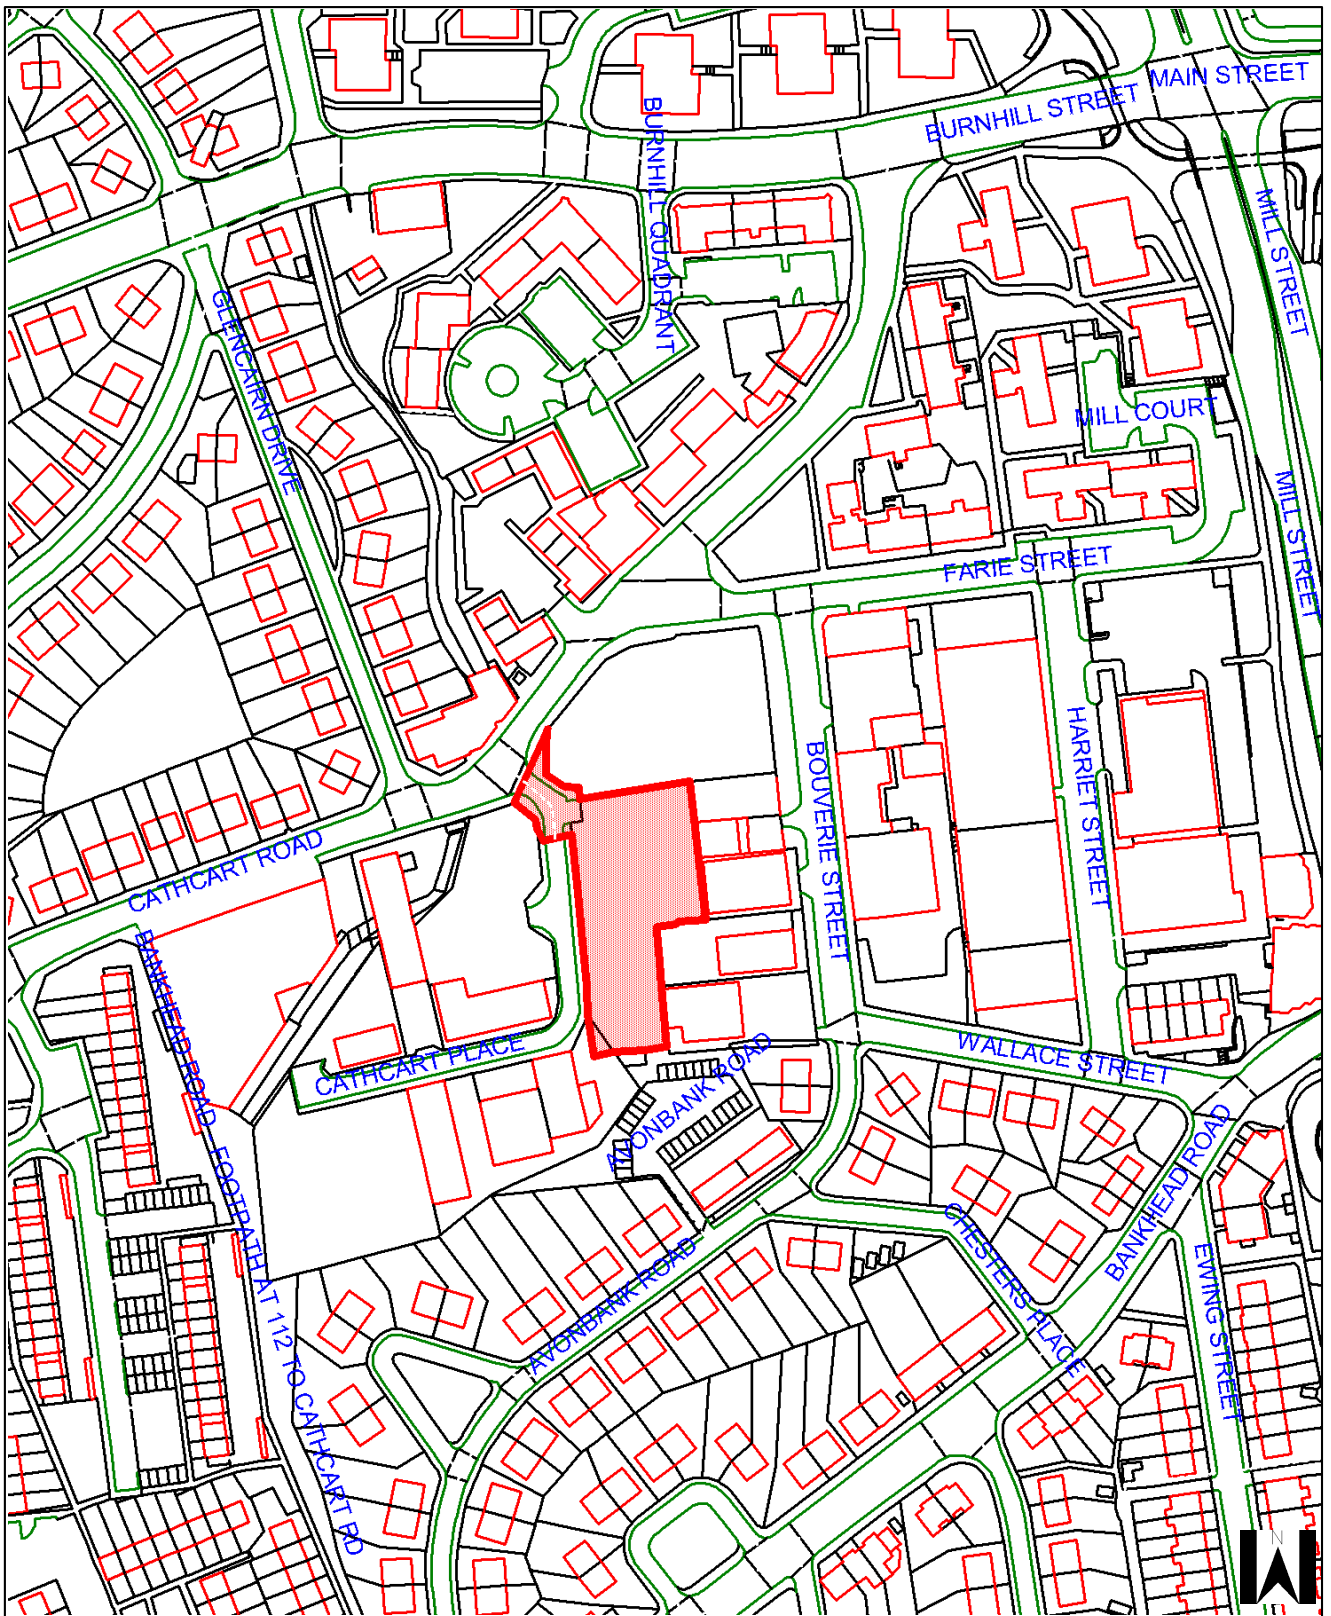 MAIN STREET
BURNHILL STREET
BURNHILL QUADRANT
MILL STREET
GLENCAIRN DRIVE
MILL COURT
MILL STREET
FARIE STREET
HARRIET STREET
BOUVERIE STREET
CATHCART ROAD
BANKHEAD ROAD - FOOTPATH AT 112 TO CATHCART RD
CATHCART PLACE
WALLACE STREET
AVONBANK ROAD
BANKHEAD ROAD
CHESTERS PLACE
EWING STREET
AVONBANK ROAD
N